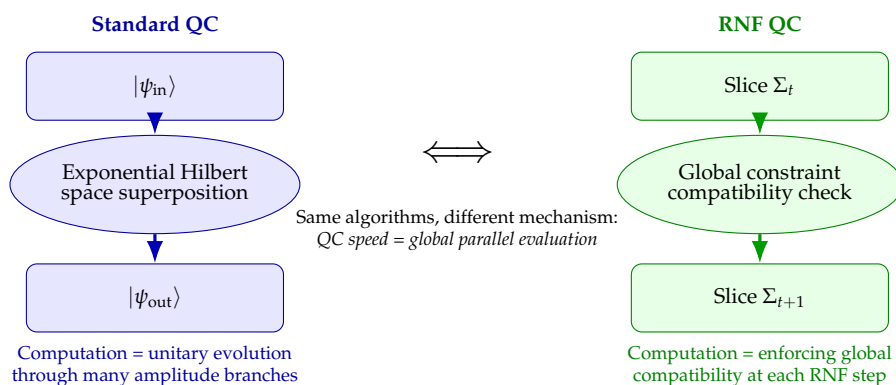 Standard QC
|ψin⟩
Exponential Hilbert
space superposition
|ψout⟩
Computation = unitary evolution
through many amplitude branches
⟺
Same algorithms, different mechanism:
QC speed = global parallel evaluation
RNF QC
Slice Σt
Global constraint
compatibility check
Slice Σt+1
Computation = enforcing global
compatibility at each RNF step